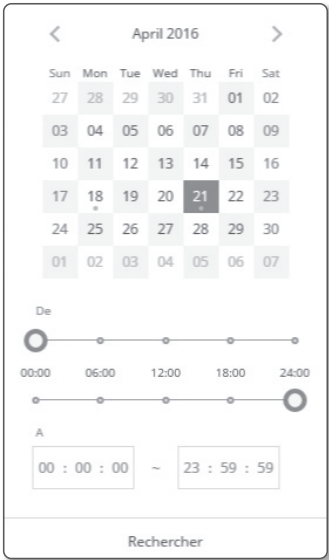 April 2016
Sun Mon Tue Wed Thu Fri Sat
27 28 29 30 31 01 02
03 04 05 06 07 08 09
10 11 12 13 14 15 16
17 18 19 20 21 22 23
24 25 26 27 28 29 30
01 02 03 04 05 06 07
De
00:00 06:00 12:00 18:00 24:00
A
00 : 00 : 00 ~ 23 : 59 : 59
Rechercher